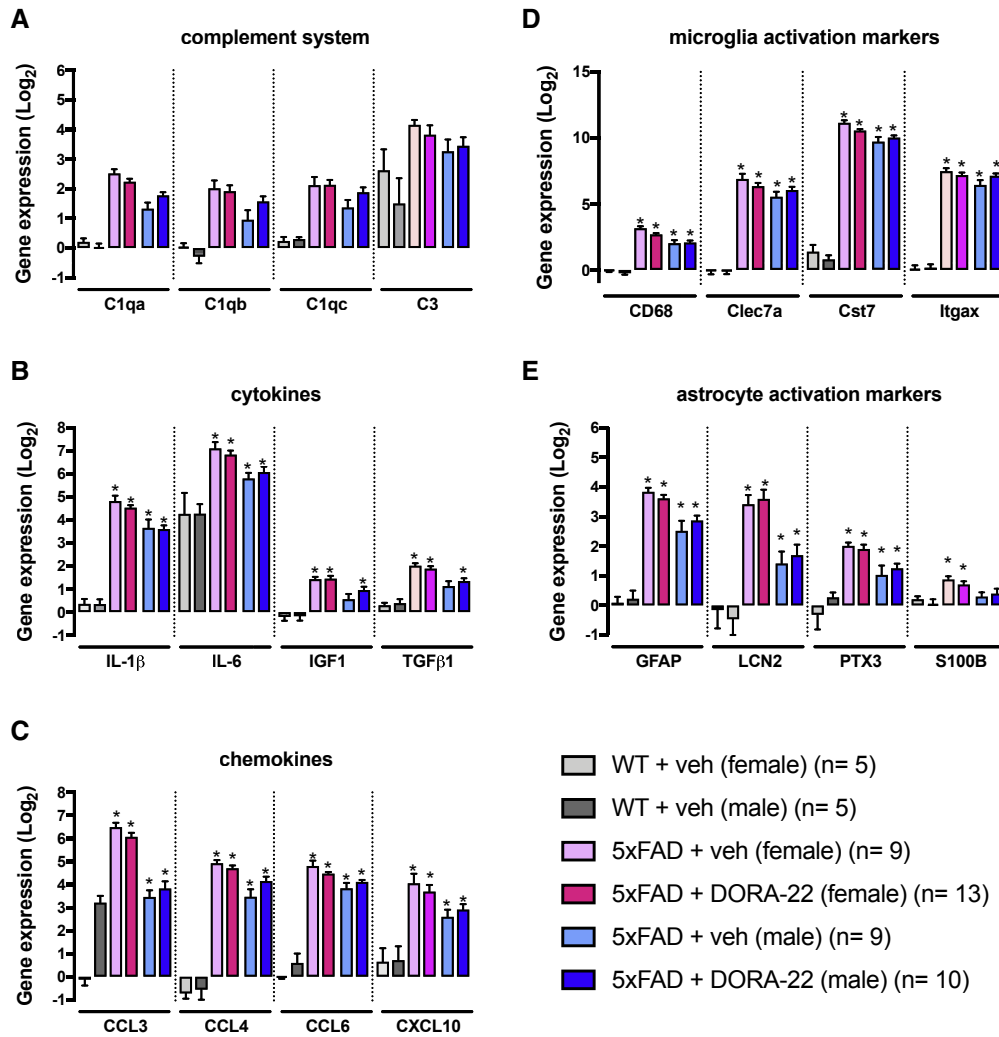 A
complement system
Gene expression (Log2)
6
5
4
3
2
1
0
-1
C1qa C1qb C1qc C3
B
cytokines
Gene expression (Log2)
8
7
6
5
4
3
2
1
0
-1
* * * * * * * * * * * * * *
IL-1β IL-6 IGF1 TGFβ1
C
chemokines
Gene expression (Log2)
8
7
6
5
4
3
2
1
0
-1
* * * * * * * * * * * * * * * *
CCL3 CCL4 CCL6 CXCL10
D
microglia activation markers
Gene expression (Log2)
15
10
5
0
* * * * * * * * * * * * * * * *
CD68 Clec7a Cst7 Itgax
E
astrocyte activation markers
Gene expression (Log2)
6
5
4
3
2
1
0
-1
* * * * * * * * * * * * * *
GFAP LCN2 PTX3 S100B
WT + veh (female) (n= 5)
WT + veh (male) (n= 5)
5xFAD + veh (female) (n= 9)
5xFAD + DORA-22 (female) (n= 13)
5xFAD + veh (male) (n= 9)
5xFAD + DORA-22 (male) (n= 10)